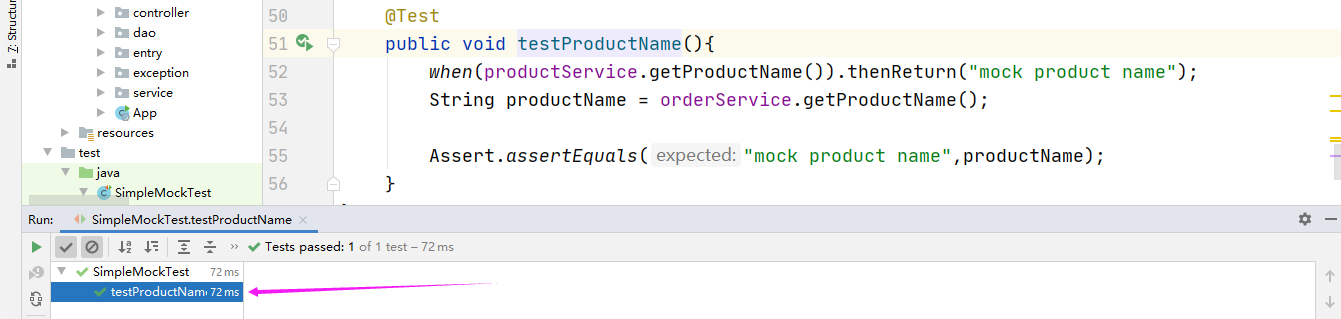 Z: Structure
controller
dao
entry
exception
service
App
resources
test
java
SimpleMockTest
50 @Test
51 public void testProductName(){
52 when(productService.getProductName()).thenReturn("mock product name");
53 String productName = orderService.getProductName();
54
55 Assert.assertEquals( expected: "mock product name",productName);
56 }
Run: SimpleMockTest.testProductName ×
Tests passed: 1 of 1 test – 72 ms
SimpleMockTest 72 ms
testProductName 72 ms